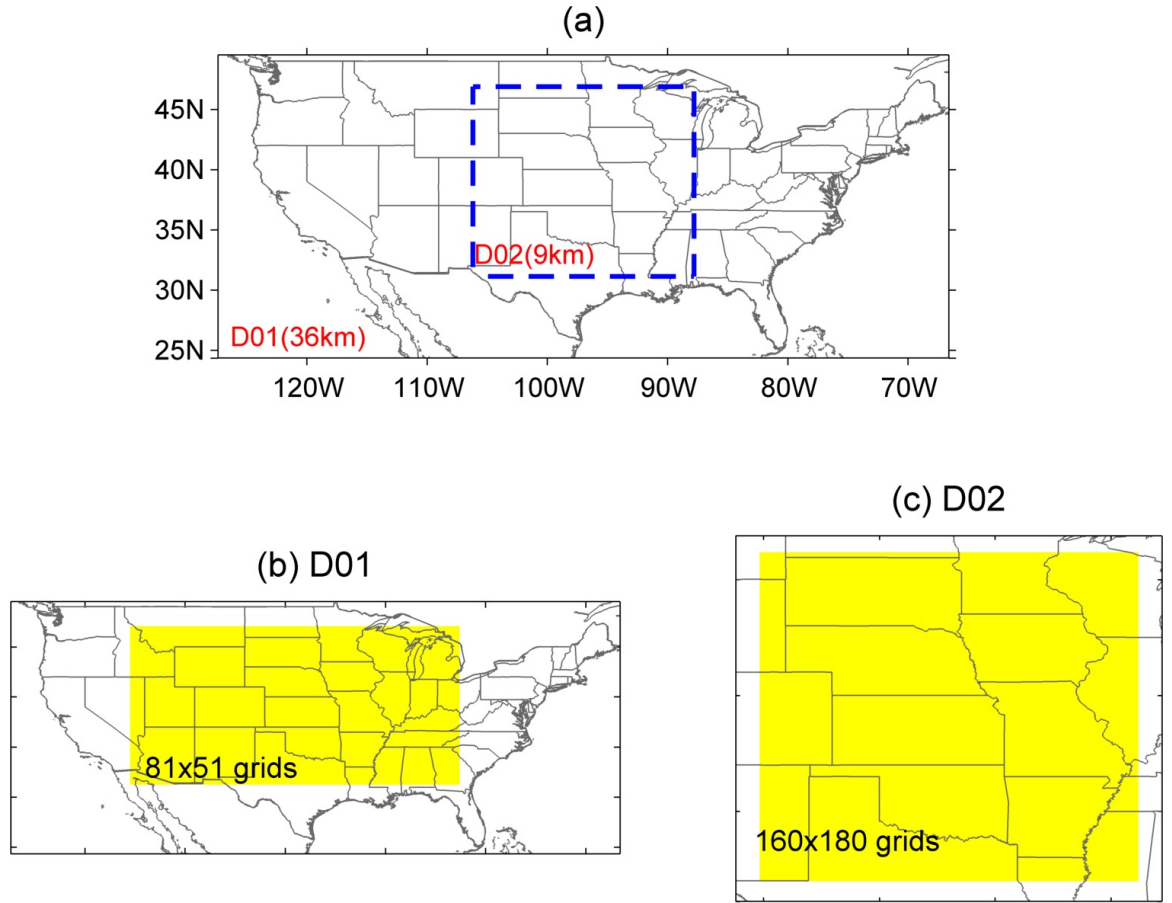 (a)
45N
40N
35N
30N
25N
D02(9km)
D01(36km)
120W 110W 100W 90W 80W 70W
(b) D01
81x51 grids
(c) D02
160x180 grids